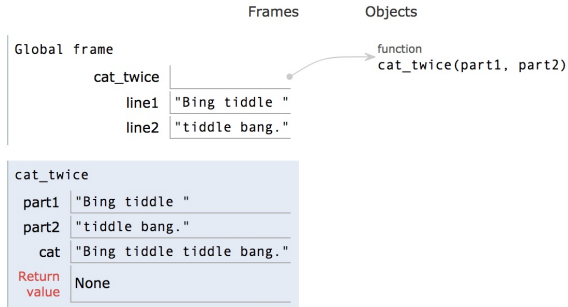 Frames Objects
Global frame
function
cat_twice(part1, part2)
cat_twice
line1 "Bing tiddle "
line2 "tiddle bang."
cat_twice
part1 "Bing tiddle "
part2 "tiddle bang."
cat "Bing tiddle tiddle bang."
Return
value None